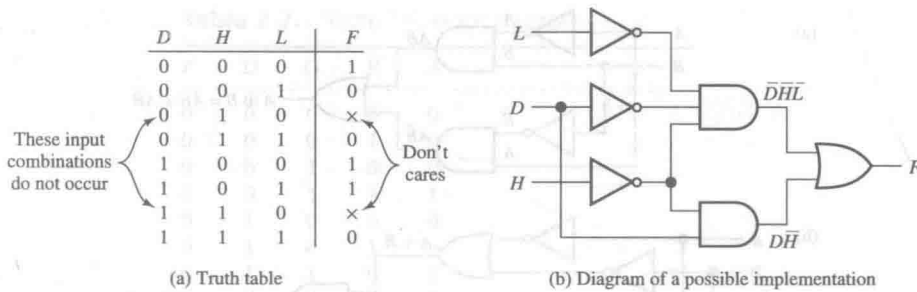 D H L F
0 0 0 1
0 0 1 0
0 1 0 ×
0 1 1 0
1 0 0 1
1 0 1 1
1 1 0 ×
1 1 1 0
These input
combinations
do not occur
Don't
cares
(a) Truth table
L
D
H
D̅H̅L̅
DH̅
F
(b) Diagram of a possible implementation